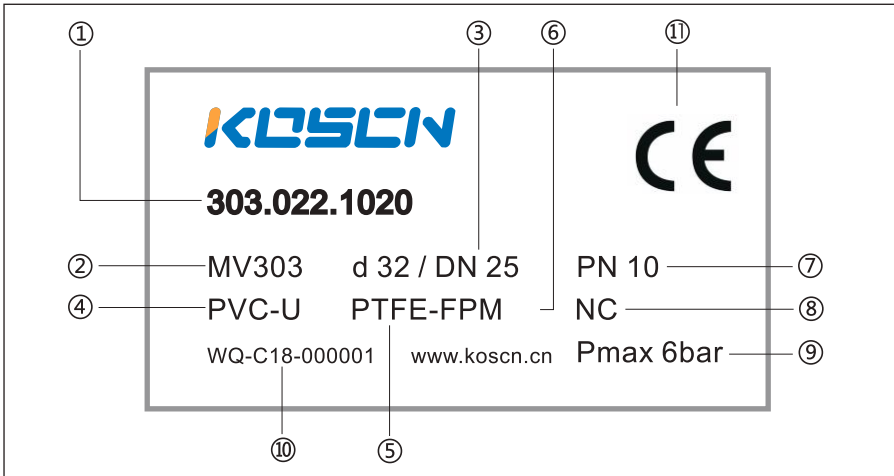 ① ③ ⑥ ⑪
KOSCN
CE
303.022.1020
② MV303 d 32 / DN 25 PN 10 ⑦
④ PVC-U PTFE-FPM NC ⑧
WQ-C18-000001 www.koscn.cn Pmax 6bar ⑨
⑩ ⑤